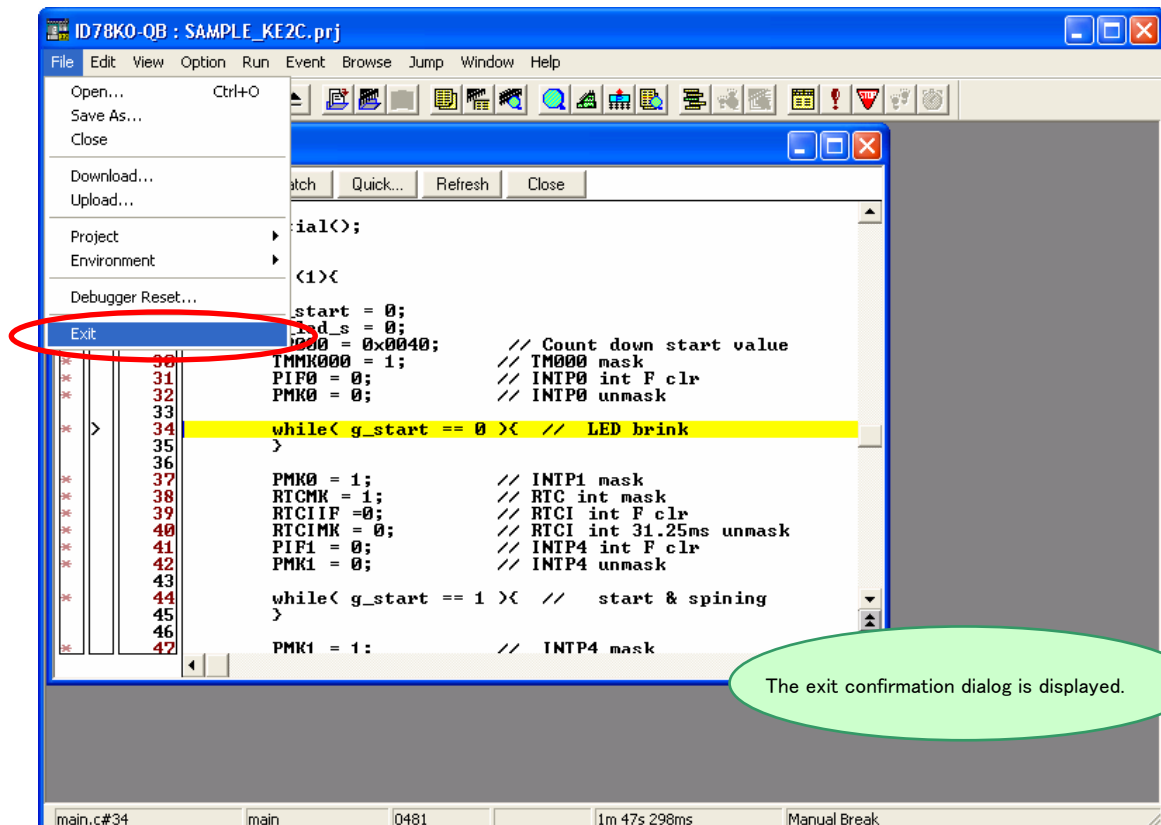 ID78K0-QB : SAMPLE_KE2C.prj
File Edit View Option Run Event Browse Jump Window Help
Open... Ctrl+O
Save As...
Close
Download...
Upload...
Project
Environment
Debugger Reset...
Exit
atch Quick... Refresh Close
ial();
(1){
_start = 0;
_led_s = 0;
= 0x0040; // Count down start value
30 TMMK000 = 1; // TM000 mask
31 PIF0 = 0; // INTP0 int F clr
32 PMK0 = 0; // INTP0 unmask
33
34 while( g_start == 0 ){ // LED brink
35 }
36
37 PMK0 = 1; // INTP1 mask
38 RTCMK = 1; // RTC int mask
39 RTCIIF =0; // RTCI int F clr
40 RTCIMK = 0; // RTCI int 31.25ms unmask
41 PIF1 = 0; // INTP4 int F clr
42 PMK1 = 0; // INTP4 unmask
43
44 while( g_start == 1 ){ // start & spining
45 }
46
47 PMK1 = 1; // INTP4 mask
The exit confirmation dialog is displayed.
main.c#34 main 0481 1m 47s 298ms Manual Break